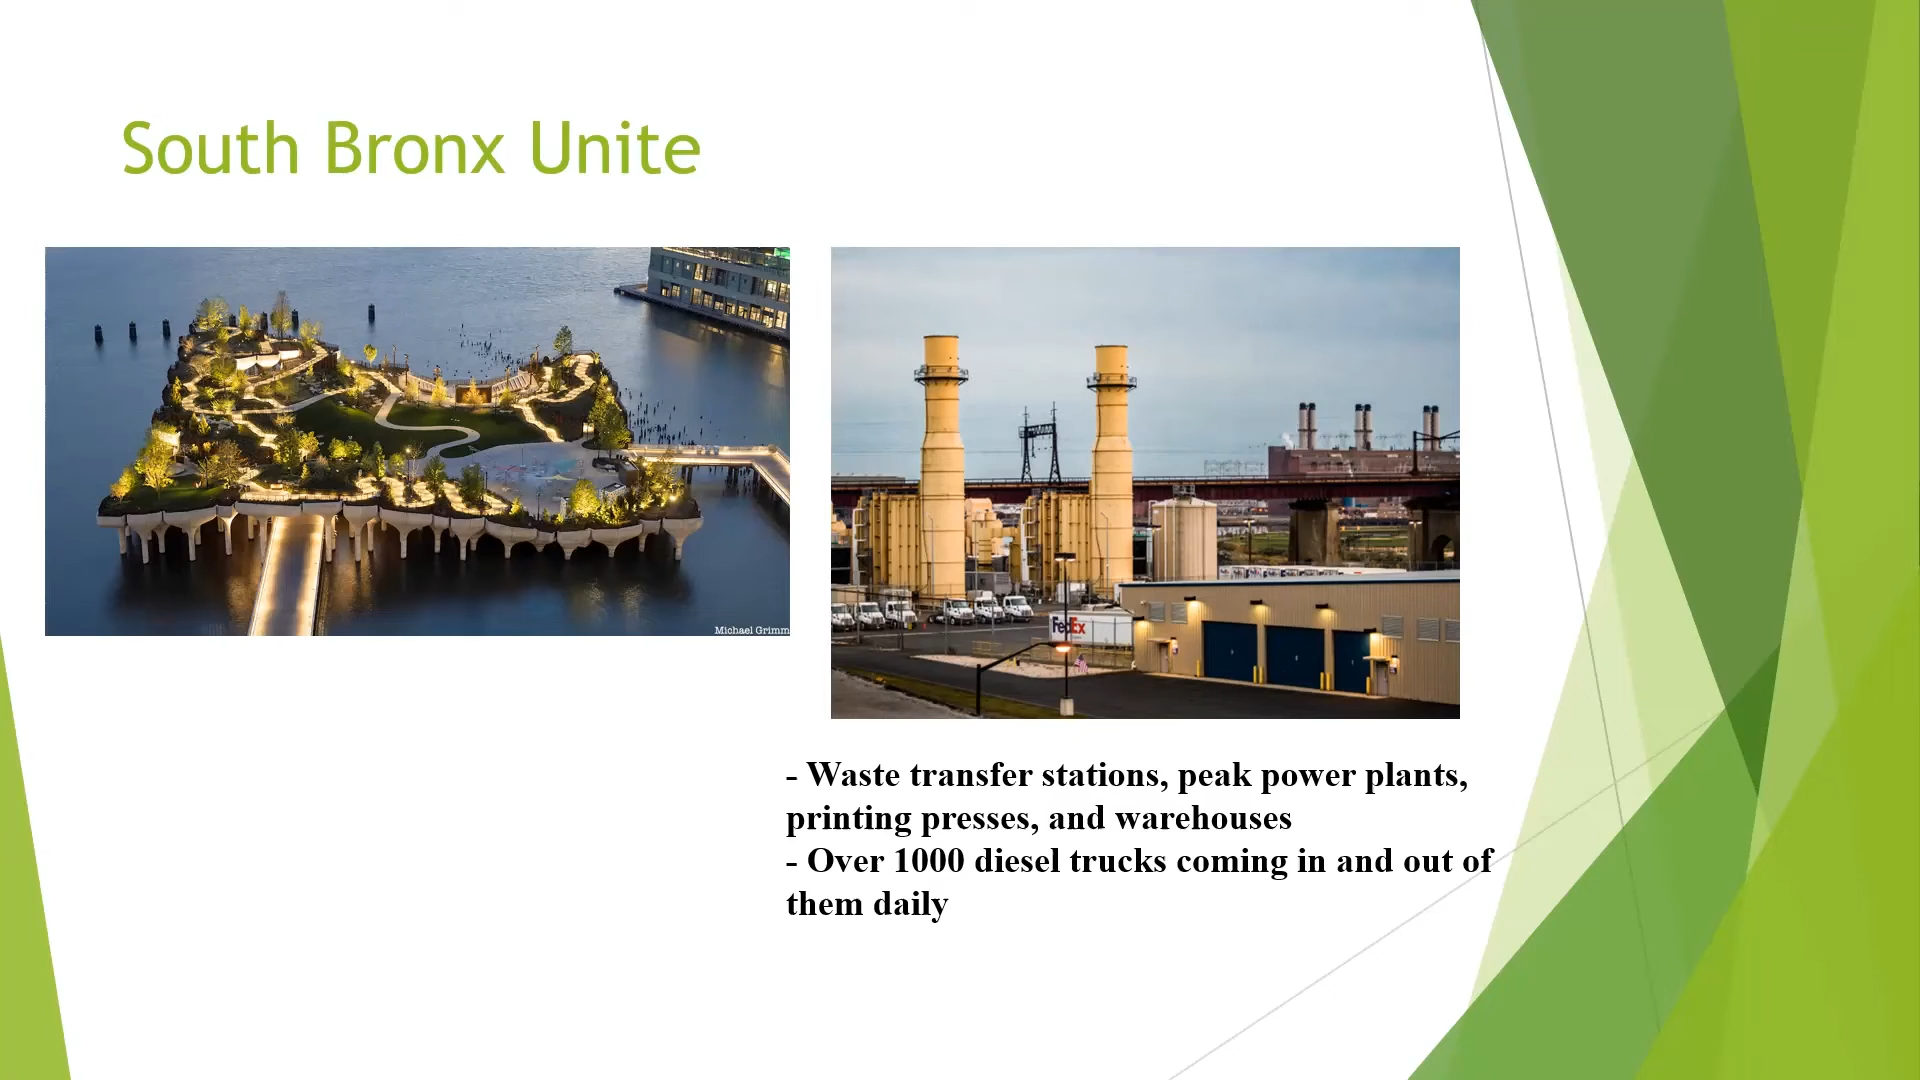 South Bronx Unite
Michael Grimm
FedEx
- Waste transfer stations, peak power plants,
printing presses, and warehouses
- Over 1000 diesel trucks coming in and out of
them daily